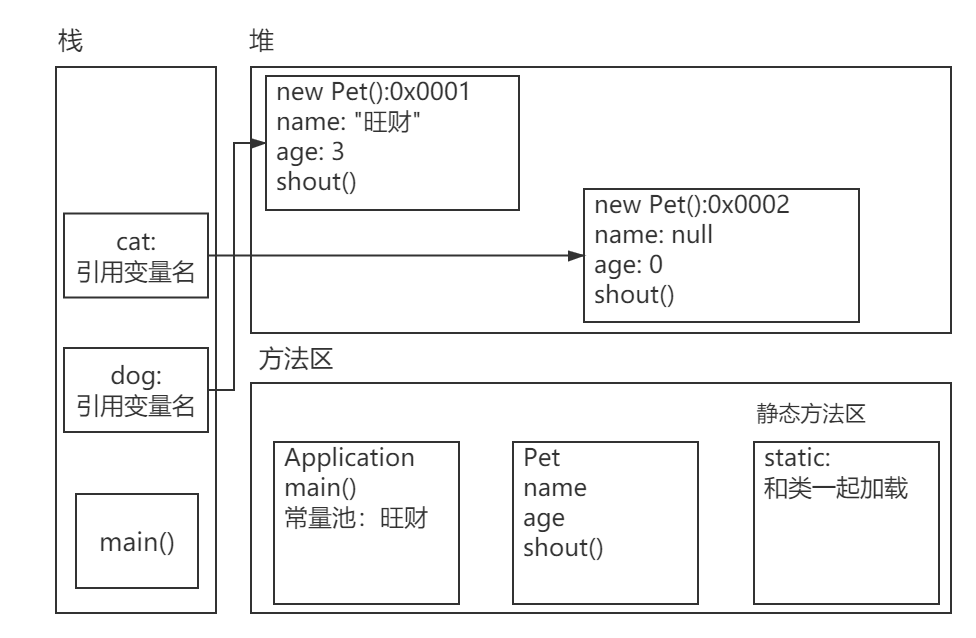 栈
堆
new Pet():0x0001
name: "旺财"
age: 3
shout()
new Pet():0x0002
name: null
age: 0
shout()
cat:
引用变量名
dog:
引用变量名
main()
方法区
Application
main()
常量池：旺财
Pet
name
age
shout()
静态方法区
static:
和类一起加载